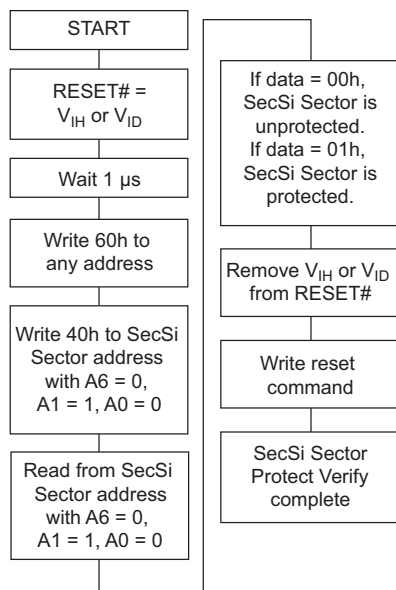 START
RESET# =
VIH or VID
Wait 1 µs
Write 60h to
any address
Write 40h to SecSi
Sector address
with A6 = 0,
A1 = 1, A0 = 0
Read from SecSi
Sector address
with A6 = 0,
A1 = 1, A0 = 0
If data = 00h,
SecSi Sector is
unprotected.
If data = 01h,
SecSi Sector is
protected.
Remove VIH or VID
from RESET#
Write reset
command
SecSi Sector
Protect Verify
complete